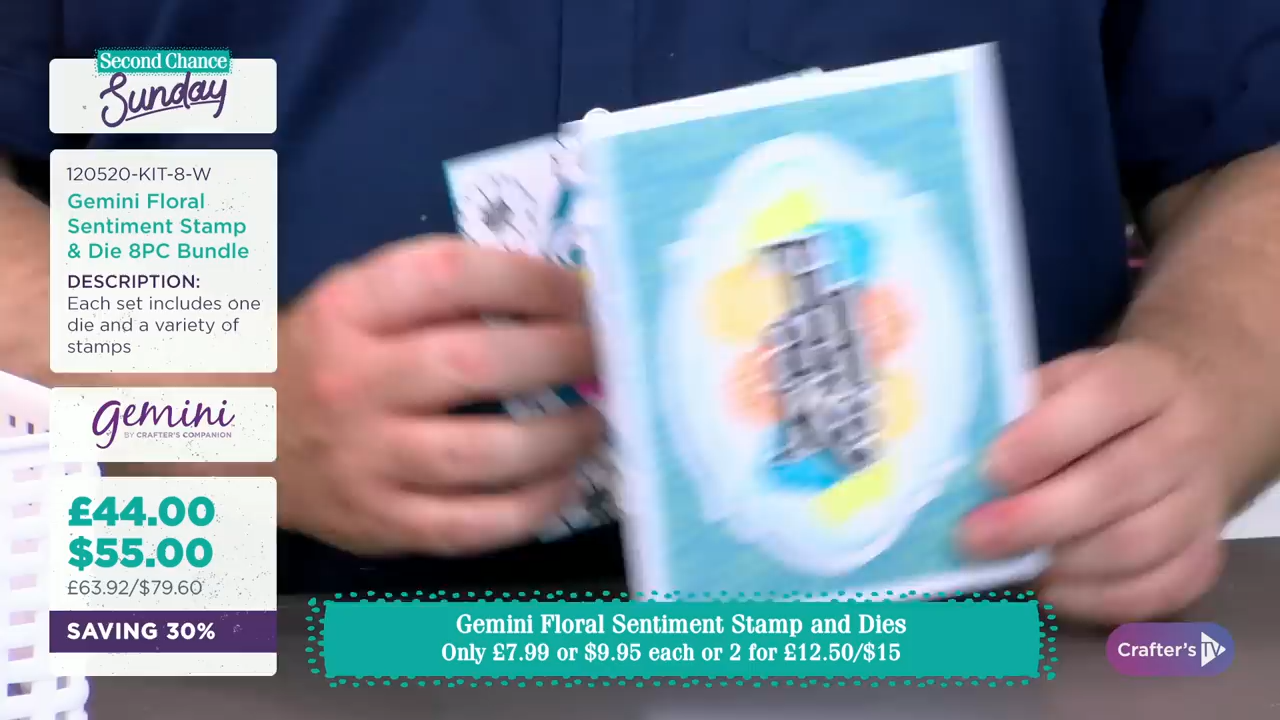 Second Chance
Sunday
120520-KIT-8-W
Gemini Floral
Sentiment Stamp
& Die 8PC Bundle
DESCRIPTION:
Each set includes one
die and a variety of
stamps
gemini
BY CRAFTER'S COMPANION
£44.00
$55.00
£63.92/$79.60
SAVING 30%
Gemini Floral Sentiment Stamp and Dies
Only £7.99 or $9.95 each or 2 for £12.50/$15
Crafter's TV